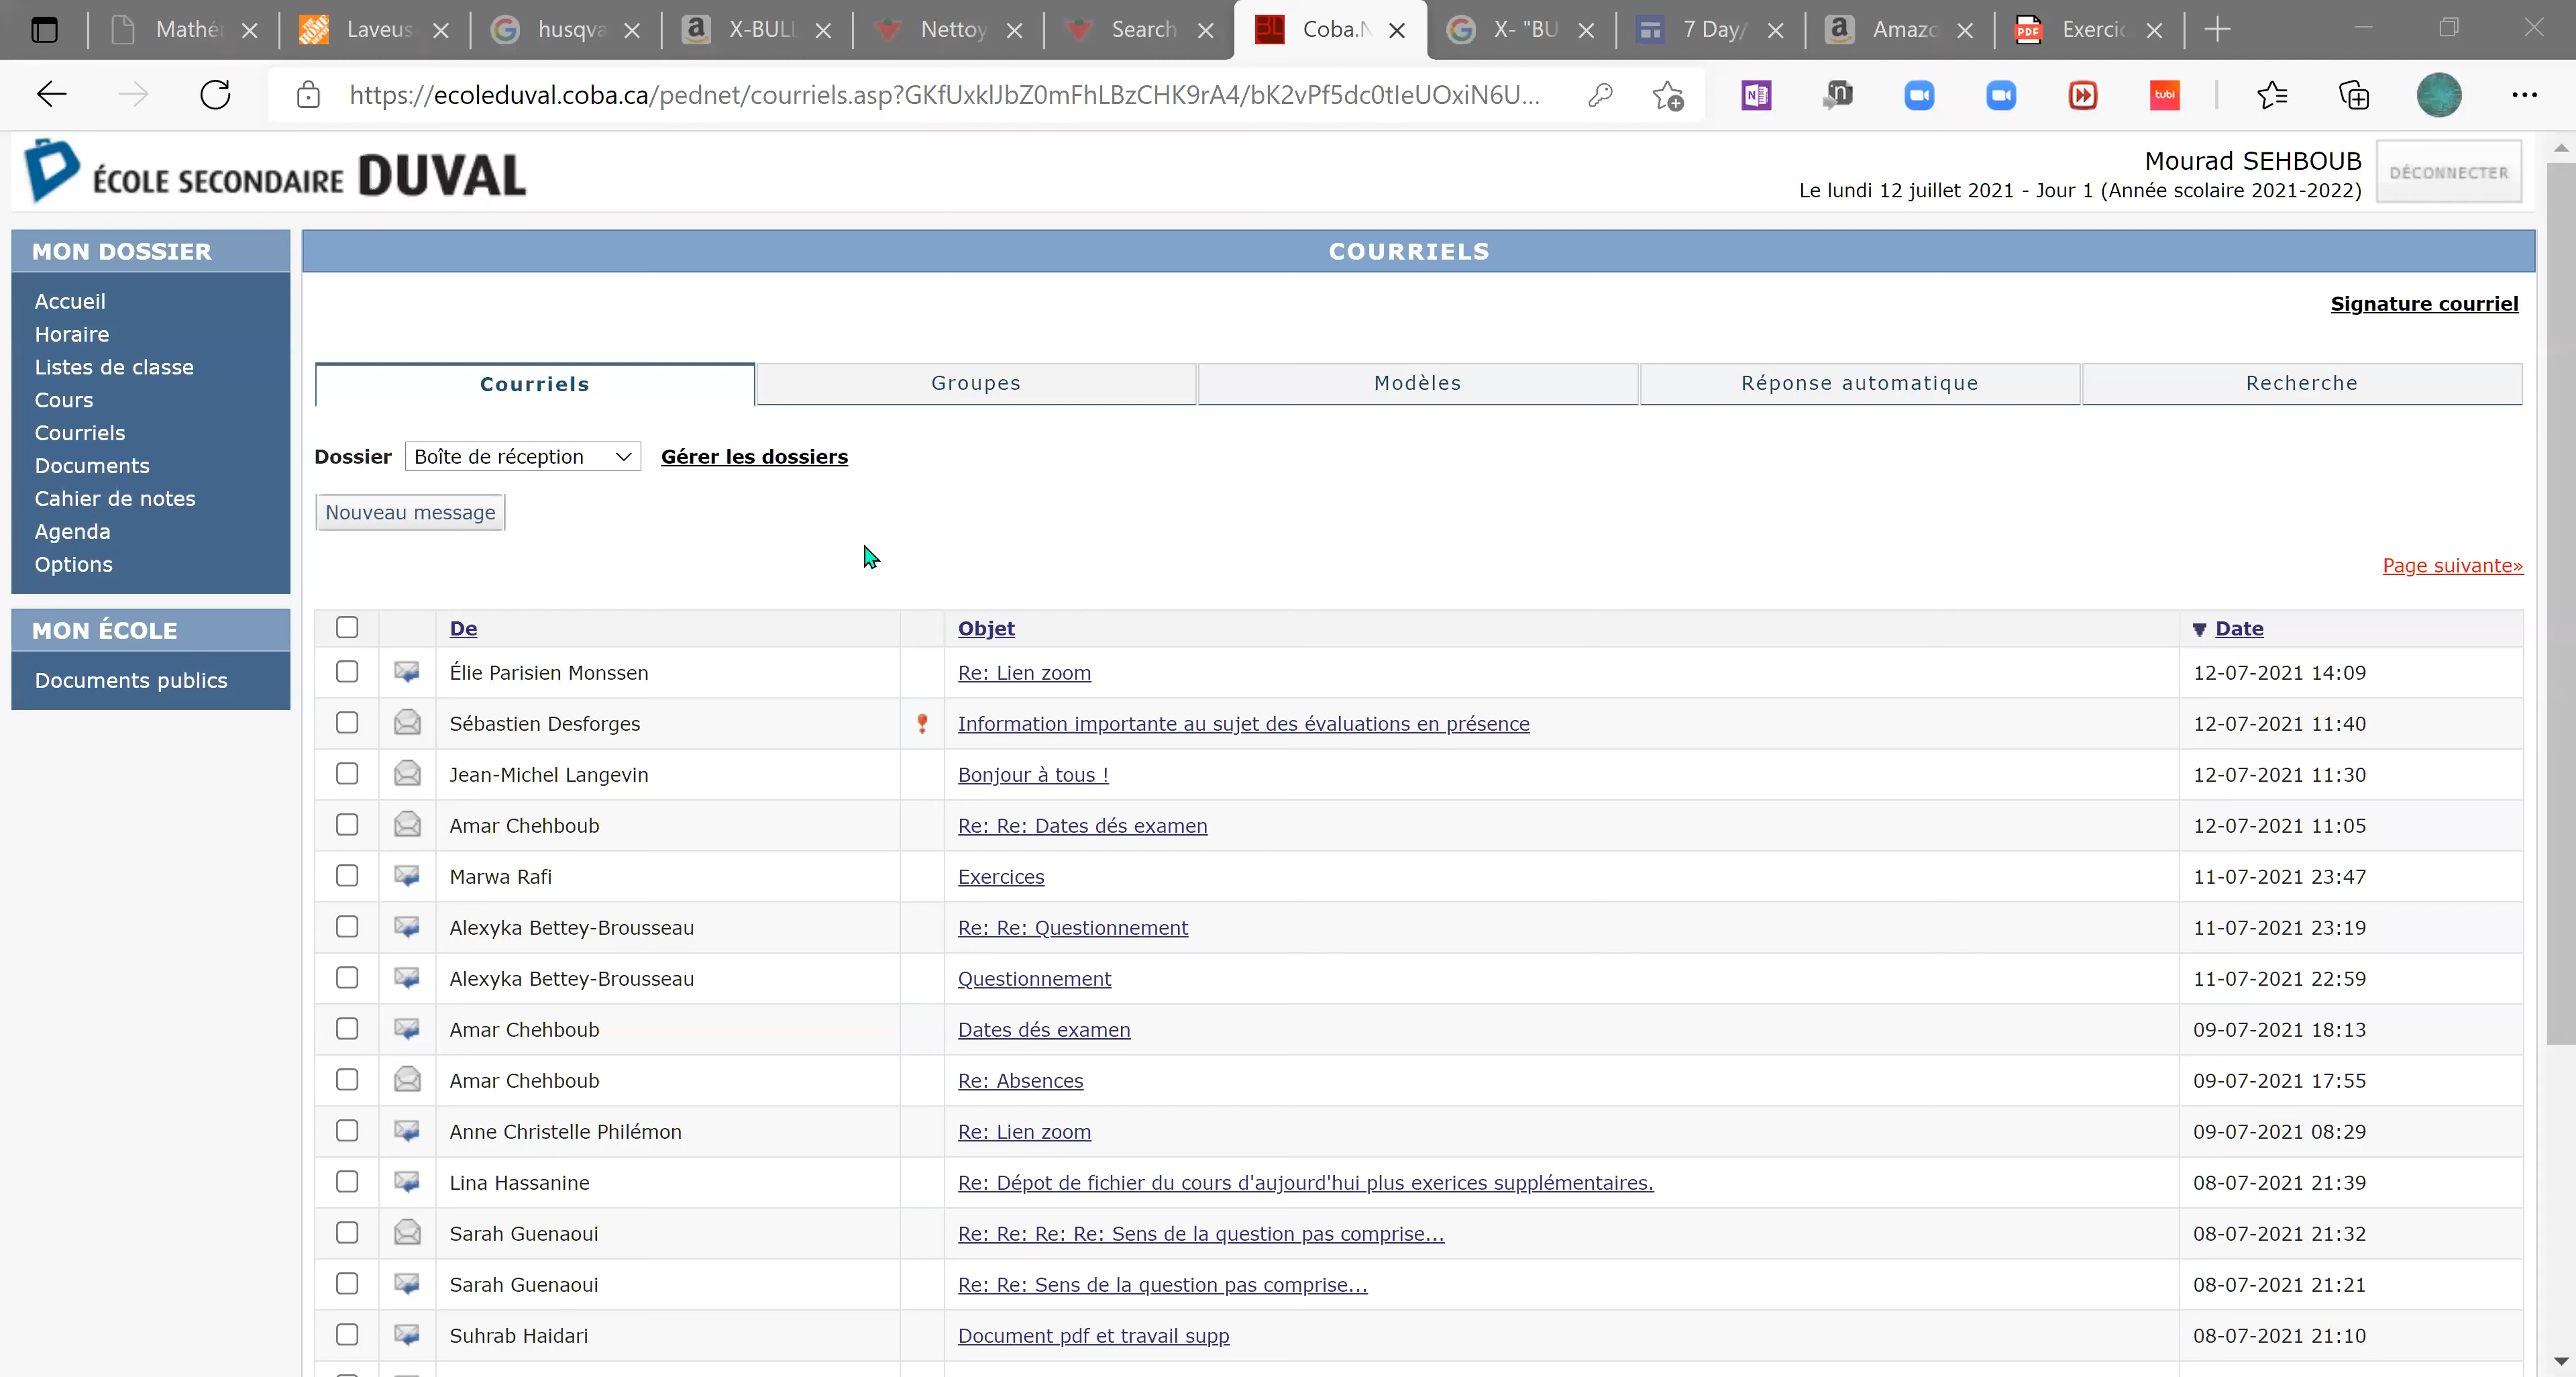 Mathé Laveus husqva X-BULL Nettoy Search Coba.N X- "BU 7 Day/ Amazo Exercic
https://ecoleduval.coba.ca/pednet/courriels.asp?GKfUxklJbZ0mFhLBzCHK9rA4/bK2vPf5dc0tIeUOxiN6U...
ÉCOLE SECONDAIRE DUVAL
Mourad SEHBOUB
Le lundi 12 juillet 2021 - Jour 1 (Année scolaire 2021-2022)
DÉCONNECTER
MON DOSSIER
Accueil
Horaire
Listes de classe
Cours
Courriels
Documents
Cahier de notes
Agenda
Options
MON ÉCOLE
Documents publics
COURRIELS
Signature courriel
Courriels Groupes Modèles Réponse automatique Recherche
Dossier Boîte de réception Gérer les dossiers
Nouveau message
Page suivante»
De Objet Date
Élie Parisien Monssen Re: Lien zoom 12-07-2021 14:09
Sébastien Desforges Information importante au sujet des évaluations en présence 12-07-2021 11:40
Jean-Michel Langevin Bonjour à tous ! 12-07-2021 11:30
Amar Chehboub Re: Re: Dates dés examen 12-07-2021 11:05
Marwa Rafi Exercices 11-07-2021 23:47
Alexyka Bettey-Brousseau Re: Re: Questionnement 11-07-2021 23:19
Alexyka Bettey-Brousseau Questionnement 11-07-2021 22:59
Amar Chehboub Dates dés examen 09-07-2021 18:13
Amar Chehboub Re: Absences 09-07-2021 17:55
Anne Christelle Philémon Re: Lien zoom 09-07-2021 08:29
Lina Hassanine Re: Dépot de fichier du cours d'aujourd'hui plus exerices supplémentaires. 08-07-2021 21:39
Sarah Guenaoui Re: Re: Re: Re: Sens de la question pas comprise... 08-07-2021 21:32
Sarah Guenaoui Re: Re: Sens de la question pas comprise... 08-07-2021 21:21
Suhrab Haidari Document pdf et travail supp 08-07-2021 21:10